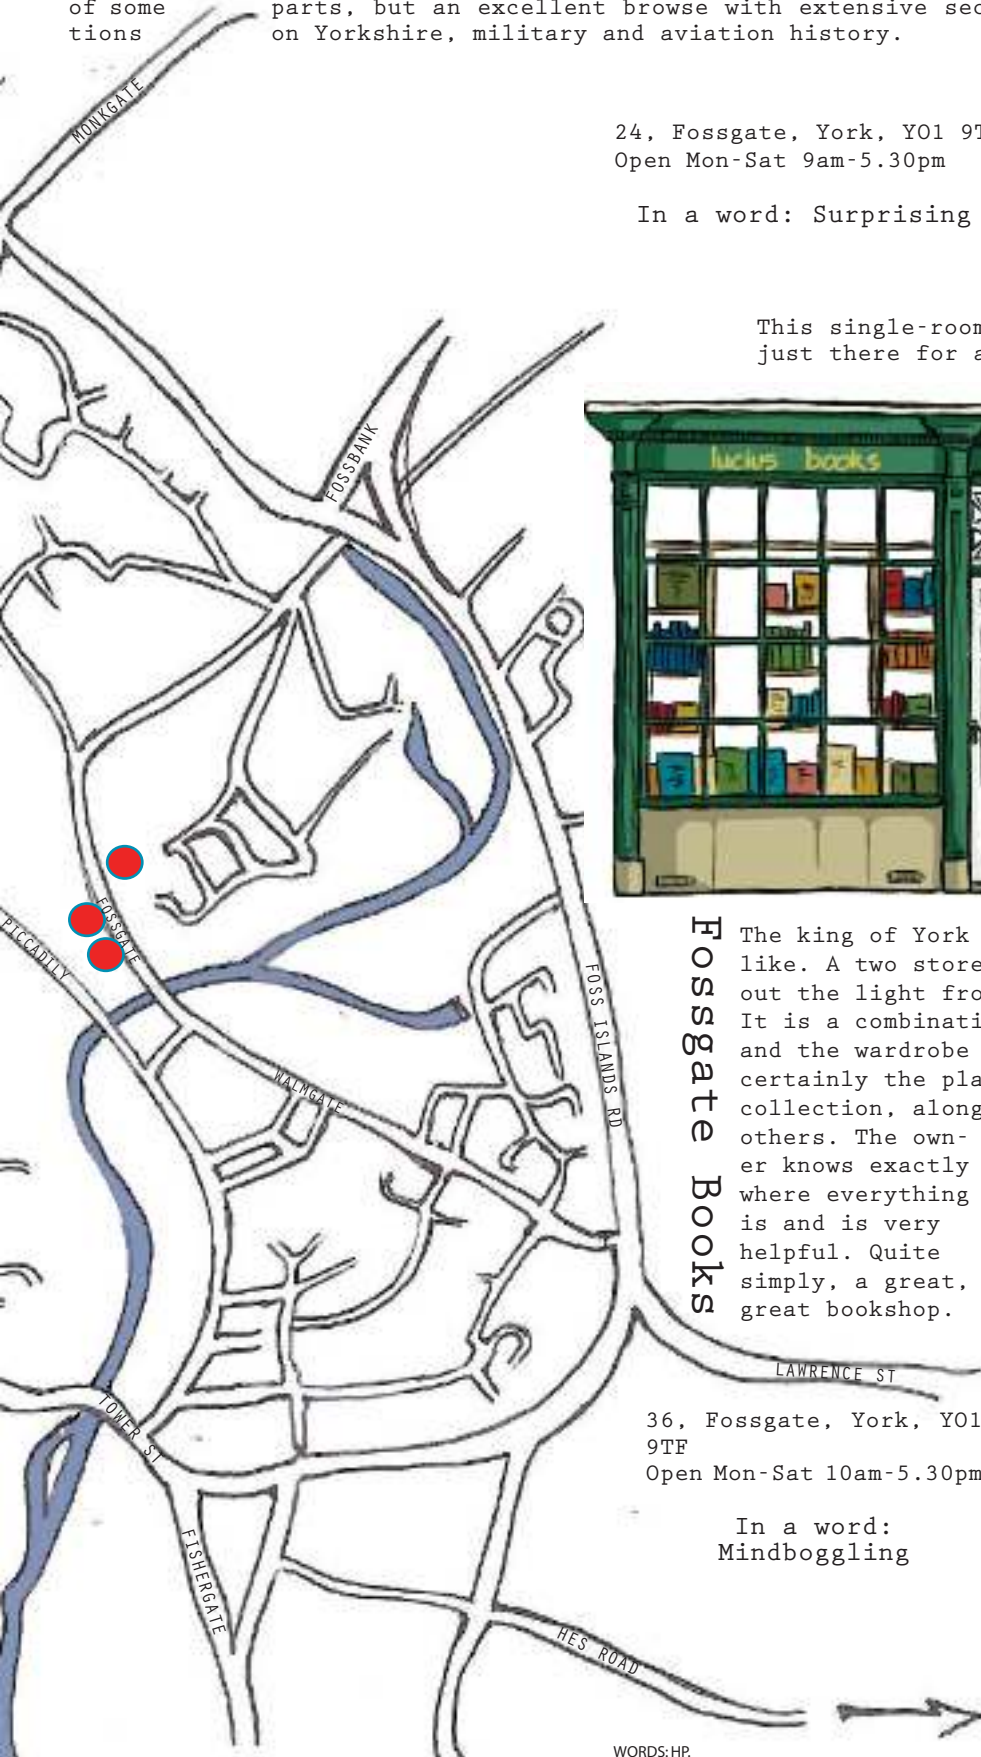 of some
tions
parts, but an excellent browse with extensive sec
on Yorkshire, military and aviation history.
MONKGATE
24, Fossgate, York, YO1 9T
Open Mon-Sat 9am-5.30pm
In a word: Surprising
This single-room
just there for a
FOSSBANK
lucius books
FOSSGATE
PICCADILY
WALMGATE
FOSS ISLANDS RD
Fossgate Books
The king of York
like. A two store
out the light fro
It is a combinati
and the wardrobe
certainly the pla
collection, along
others. The own-
er knows exactly
where everything
is and is very
helpful. Quite
simply, a great,
great bookshop.
LAWRENCE ST
TOWER ST
36, Fossgate, York, YO1
9TF
Open Mon-Sat 10am-5.30pm
In a word:
Mindboggling
FISHERGATE
HES ROAD
WORDS: HP.